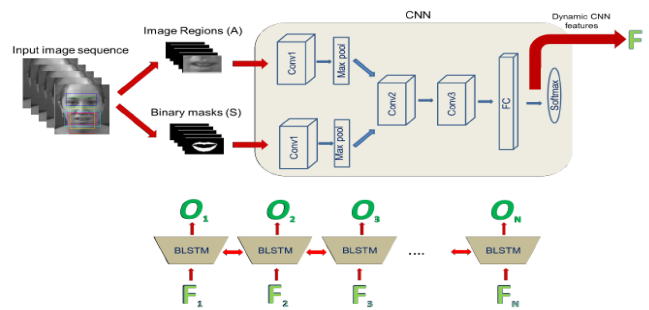 CNN
Dynamic CNN
features
Image Regions (A)
Input image sequence
F
Conv1
Max pool
Conv2
Conv3
FC
Softmax
Binary masks (S)
Conv1
Max pool
O1 O2 O3 ON
BLSTM BLSTM BLSTM .... BLSTM
F1 F2 F3 FN